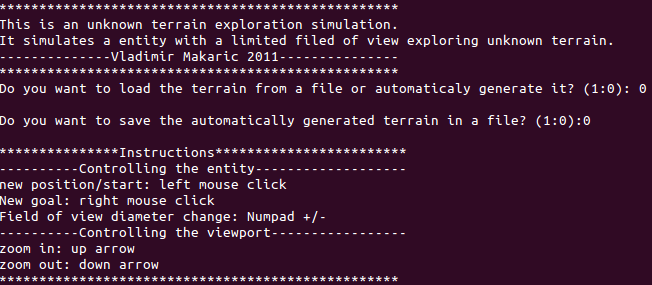 **************************************************
This is an unknown terrain exploration simulation.
It simulates a entity with a limited filed of view exploring unknown terrain.
--------------Vladimir Makaric 2011---------------
**************************************************
Do you want to load the terrain from a file or automaticaly generate it? (1:0): 0
Do you want to save the automatically generated terrain in a file? (1:0):0
***************Instructions************************
----------Controlling the entity-------------------
new position/start: left mouse click
New goal: right mouse click
Field of view diameter change: Numpad +/-
----------Controlling the viewport-----------------
zoom in: up arrow
zoom out: down arrow
**************************************************